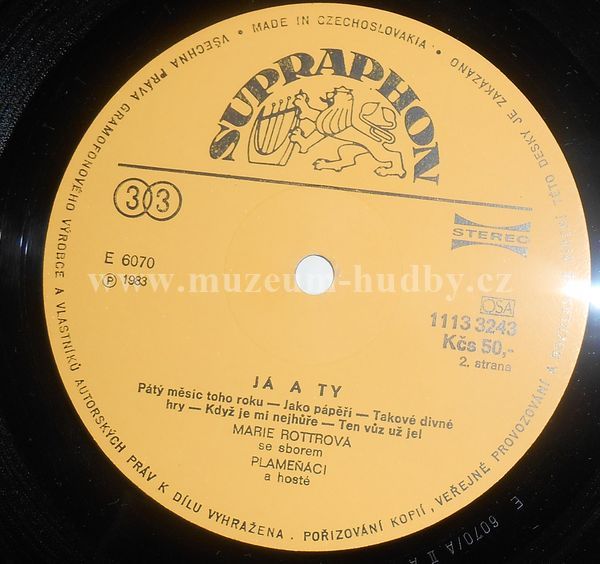 VŠECHNA PRÁVA GRAMOFONOVÉHO VÝROBCE A VLASTNÍKŮ AUTORSKÝCH PRÁV K DÍLU VYHRAŽENA. POŘIZOVÁNÍ KOPIÍ, VEŘEJNÉ PROVOZOVÁNÍ A TÉTO DESKY JE ZAKÁZÁNO
• MADE IN CZECHOSLOVAKIA •
SUPRAPHON
33
STEREO
E 6070
℗ 1983
www.muzeum-hudby.cz
OSA
1113 3243
Kčs 50,-
2. strana
JÁ A TY
Pátý měsíc toho roku — Jako pápěří — Takové divné
hry — Když je mi nejhůře — Ten vůz už jel
MARIE ROTTROVÁ
se sborem
PLAMEŇÁCI
a hosté
E 6070/A II